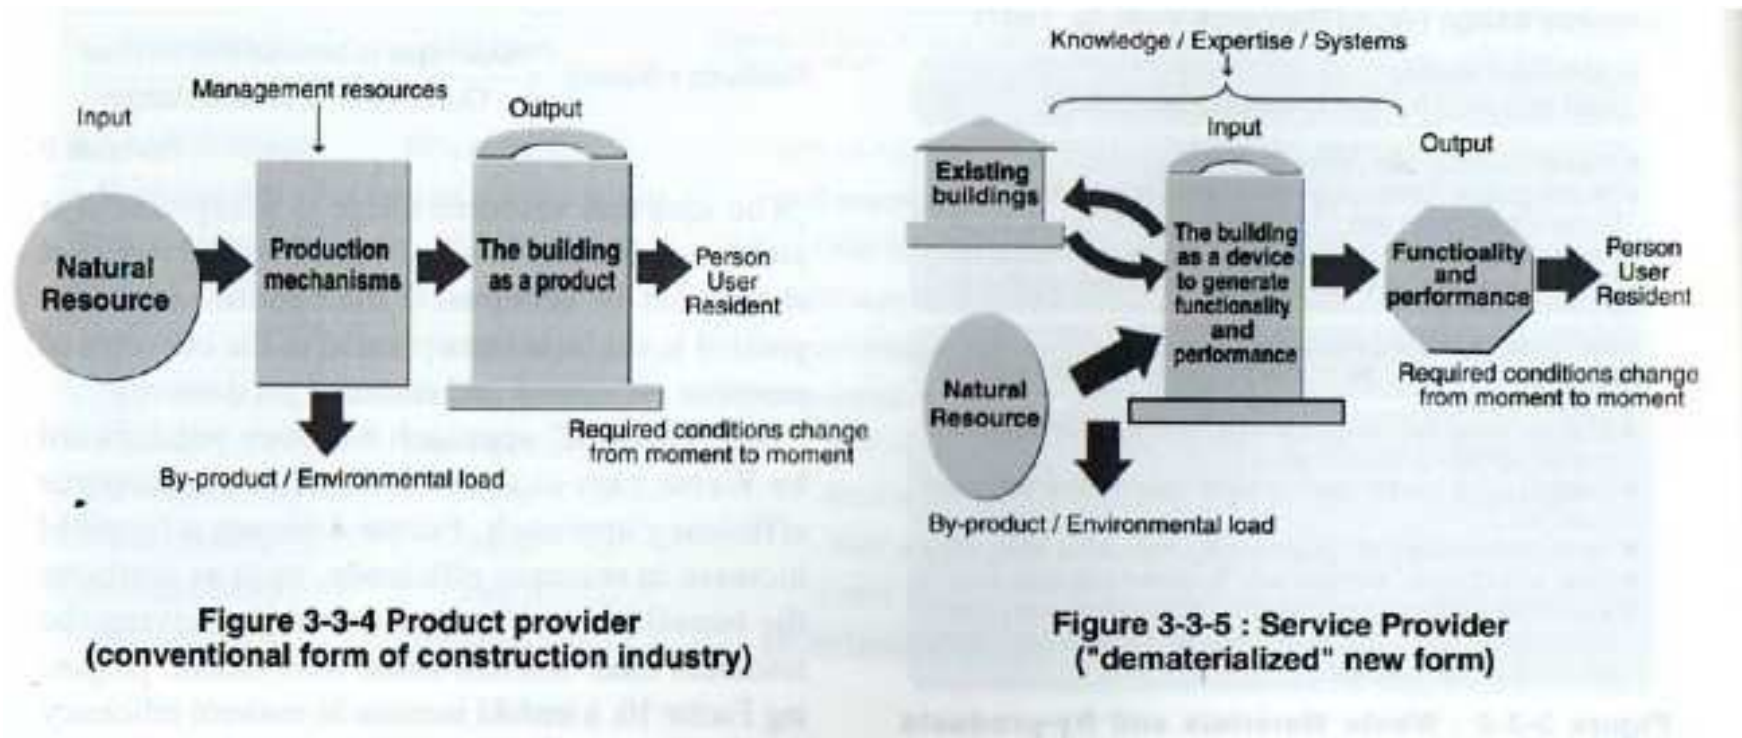 Management resources
Input
Output
Natural
Resource
Production
mechanisms
The building
as a product
Person
User
Resident
Required conditions change
from moment to moment
By-product / Environmental load
Figure 3-3-4 Product provider
(conventional form of construction industry)
Knowledge / Expertise / Systems
Input
Output
Existing
buildings
The building
as a device
to generate
functionality
and
performance
Functioality
and
performance
Person
User
Resident
Natural
Resource
Required conditions change
from moment to moment
By-product / Environmental load
Figure 3-3-5 : Service Provider
("dematerialized" new form)